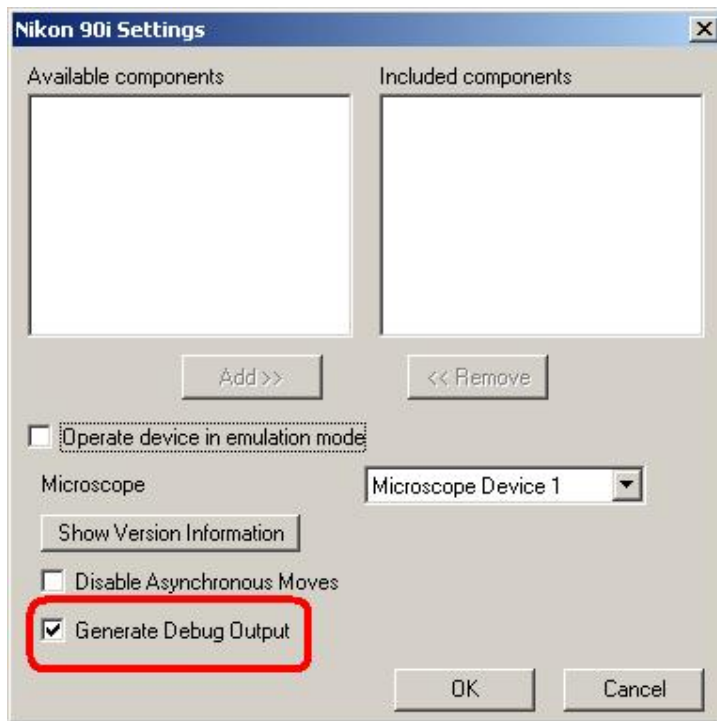 Nikon 90i Settings
Available components
Included components
Add >>
<< Remove
Operate device in emulation mode
Microscope
Microscope Device 1
Show Version Information
Disable Asynchronous Moves
Generate Debug Output
OK
Cancel